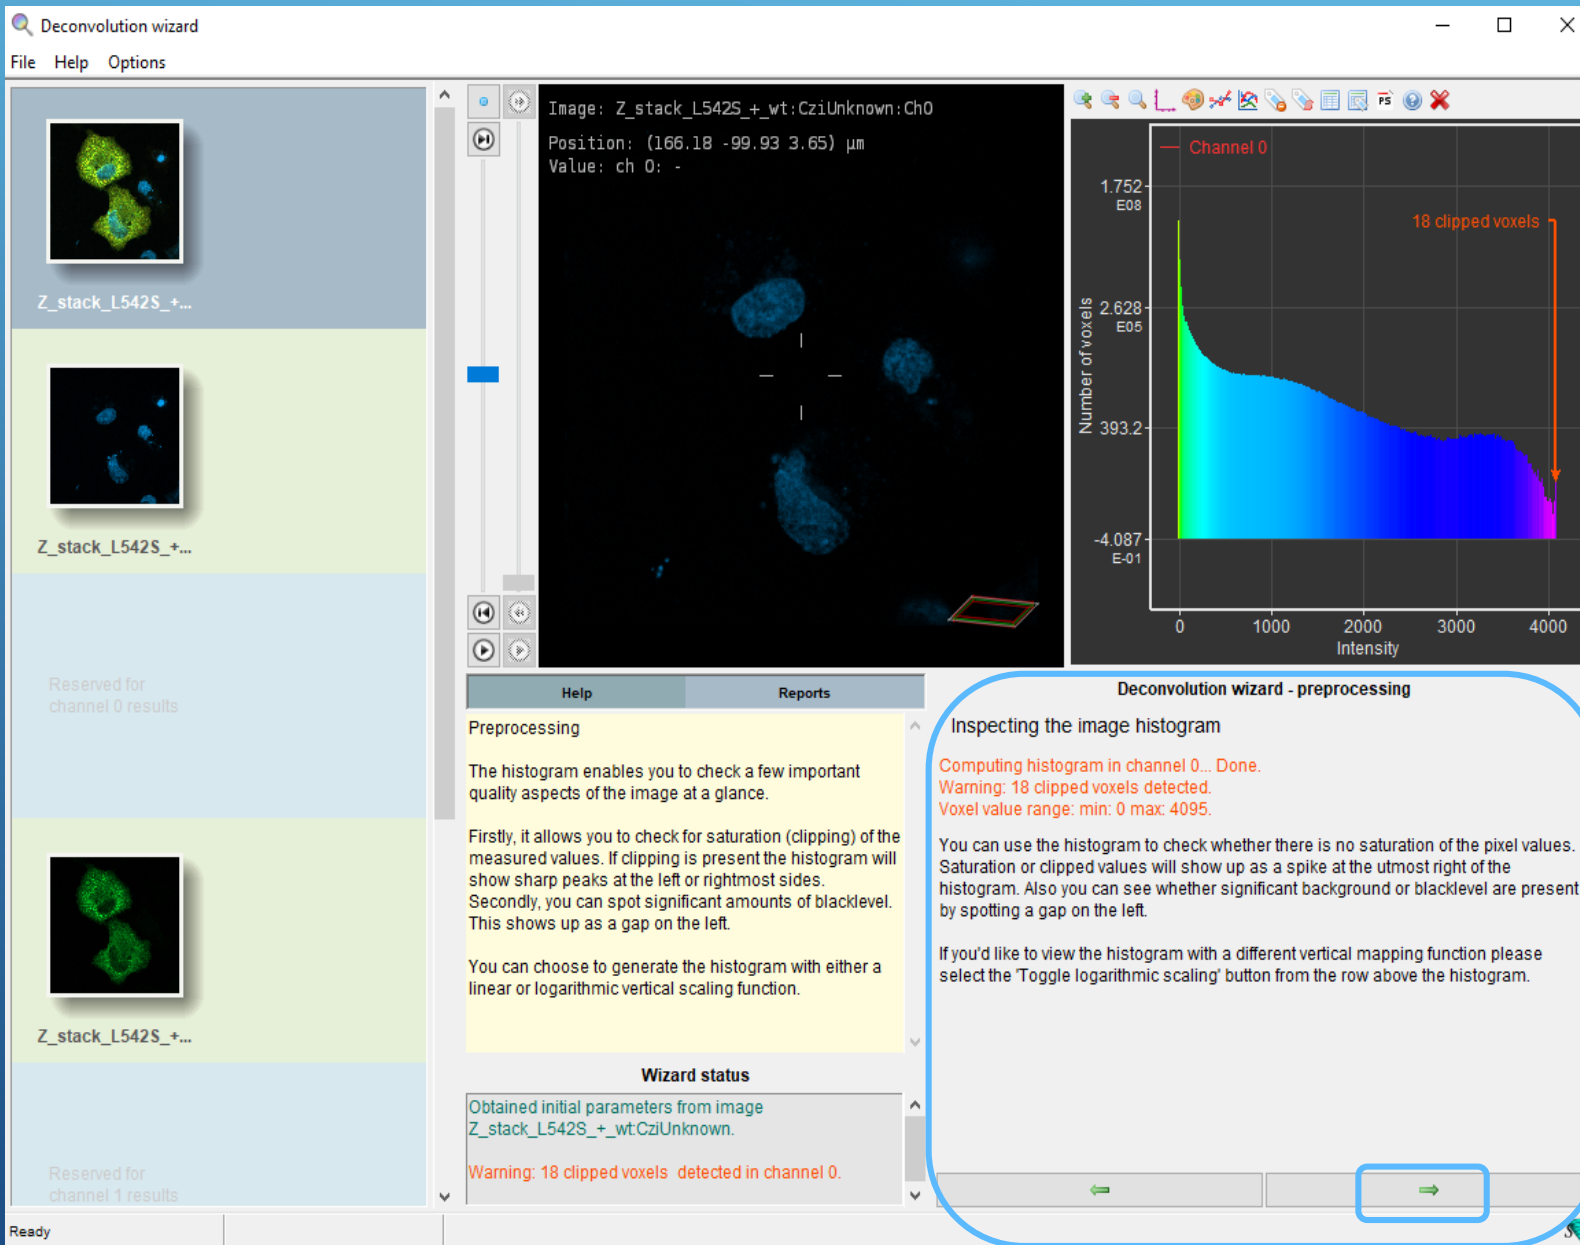 Deconvolution wizard
File Help Options
Z_stack_L542S_+...
Z_stack_L542S_+...
Reserved for
channel 0 results
Z_stack_L542S_+...
Reserved for
channel 1 results
Image: Z_stack_L542S_+_wt:CziUnknown:Ch0
Position: (166.18 -99.93 3.65) µm
Value: ch 0: -
PS
Channel 0
18 clipped voxels
Number of voxels
1.752
E08
2.628
E05
393.2
-4.087
E-01
0 1000 2000 3000 4000
Intensity
Help Reports
Preprocessing
The histogram enables you to check a few important
quality aspects of the image at a glance.
Firstly, it allows you to check for saturation (clipping) of the
measured values. If clipping is present the histogram will
show sharp peaks at the left or rightmost sides.
Secondly, you can spot significant amounts of blacklevel.
This shows up as a gap on the left.
You can choose to generate the histogram with either a
linear or logarithmic vertical scaling function.
Wizard status
Obtained initial parameters from image
Z_stack_L542S_+_wt:CziUnknown.
Warning: 18 clipped voxels detected in channel 0.
Deconvolution wizard - preprocessing
Inspecting the image histogram
Computing histogram in channel 0... Done.
Warning: 18 clipped voxels detected.
Voxel value range: min: 0 max: 4095.
You can use the histogram to check whether there is no saturation of the pixel values.
Saturation or clipped values will show up as a spike at the utmost right of the
histogram. Also you can see whether significant background or blacklevel are present
by spotting a gap on the left.
If you'd like to view the histogram with a different vertical mapping function please
select the 'Toggle logarithmic scaling' button from the row above the histogram.
Ready